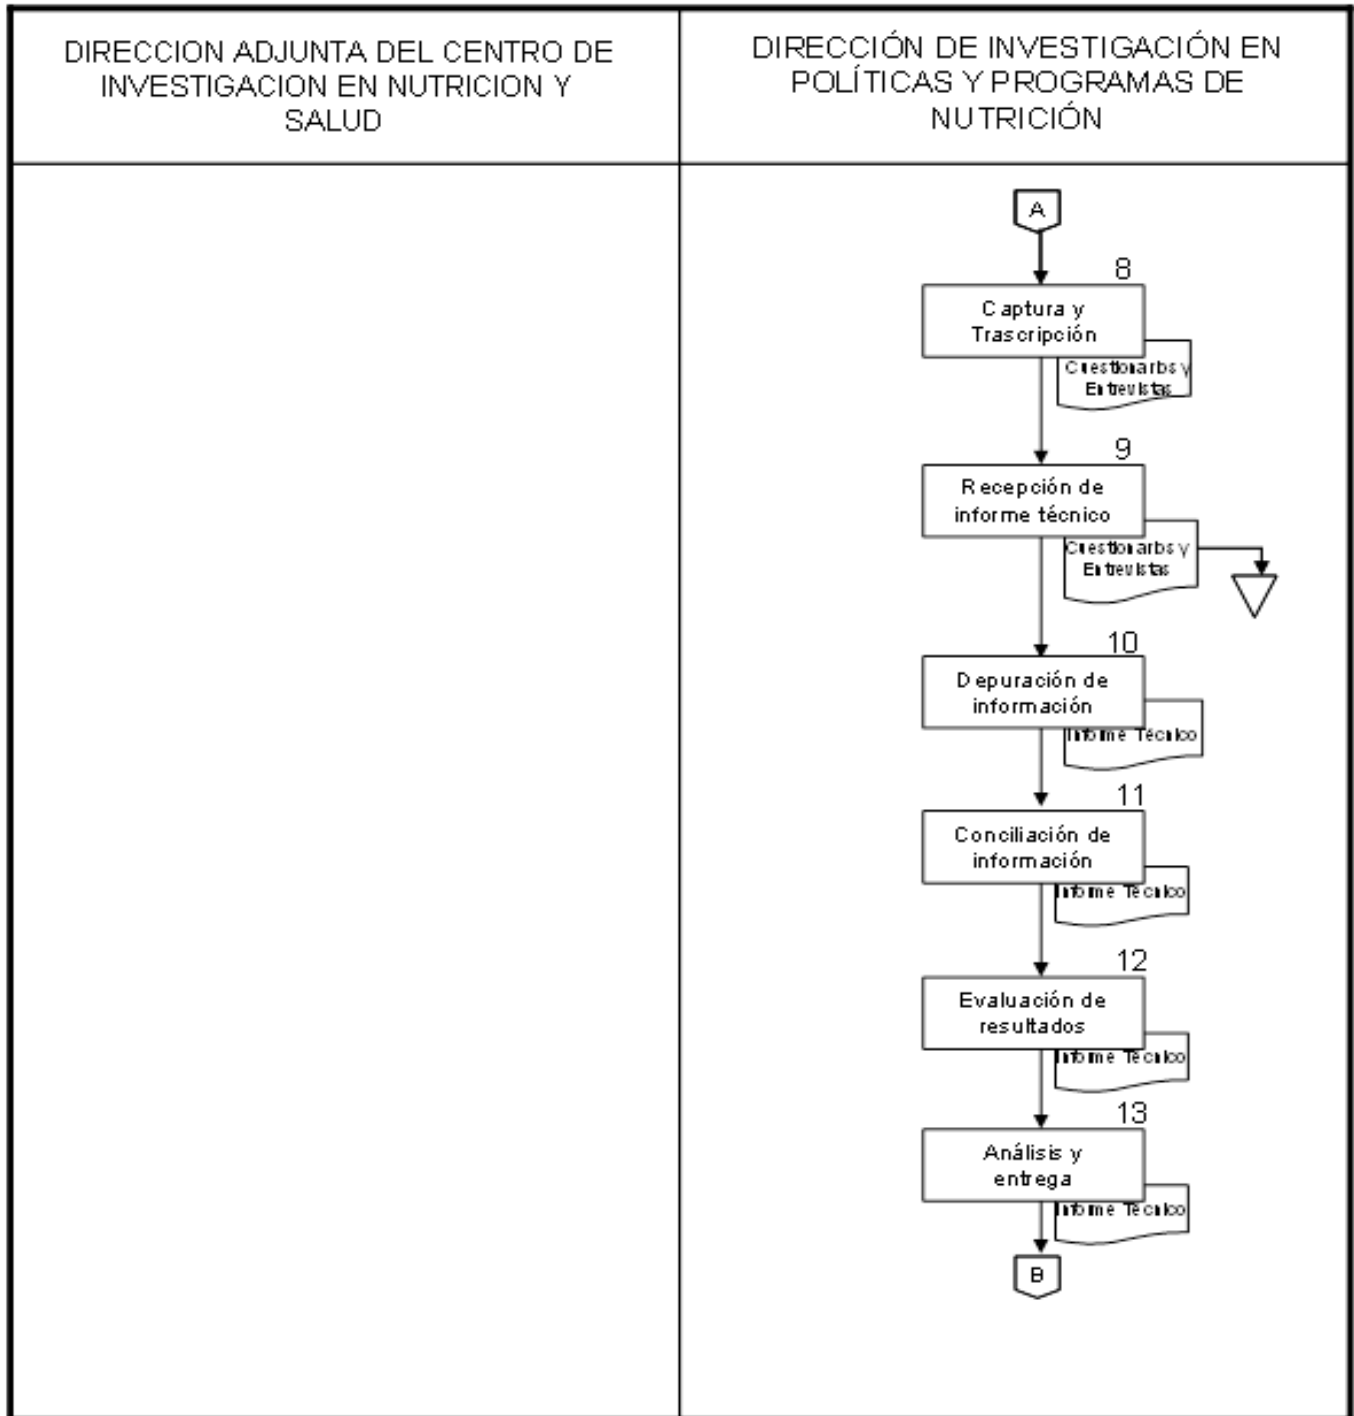 DIRECCION ADJUNTA DEL CENTRO DE
INVESTIGACION EN NUTRICION Y
SALUD
DIRECCIÓN DE INVESTIGACIÓN EN
POLÍTICAS Y PROGRAMAS DE
NUTRICIÓN
A
8
Captura y
Trascripción
Cuestionarios y
Entrevistas
9
Recepción de
informe técnico
Cuestionarios y
Entrevistas
10
Depuración de
información
Informe Técnico
11
Conciliación de
información
Informe Técnico
12
Evaluación de
resultados
Informe Técnico
13
Análisis y
entrega
Informe Técnico
B